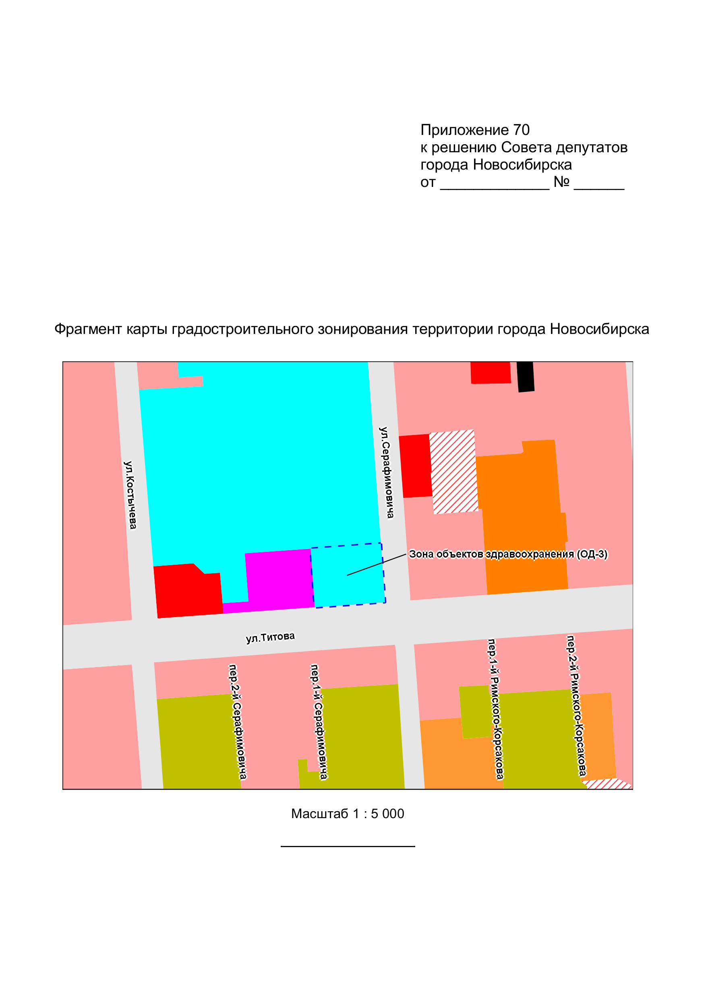 Приложение 70
к решению Совета депутатов
города Новосибирска
от _____________ № ______
Фрагмент карты градостроительного зонирования территории города Новосибирска
ул.Костычева
ул.Серафимовича
Зона объектов здравоохранения (ОД-3)
ул.Титова
пер.2-й Серафимовича
пер.1-й Серафимовича
пер.1-й Римского-Корсакова
пер.2-й Римского-Корсакова
Масштаб 1 : 5 000